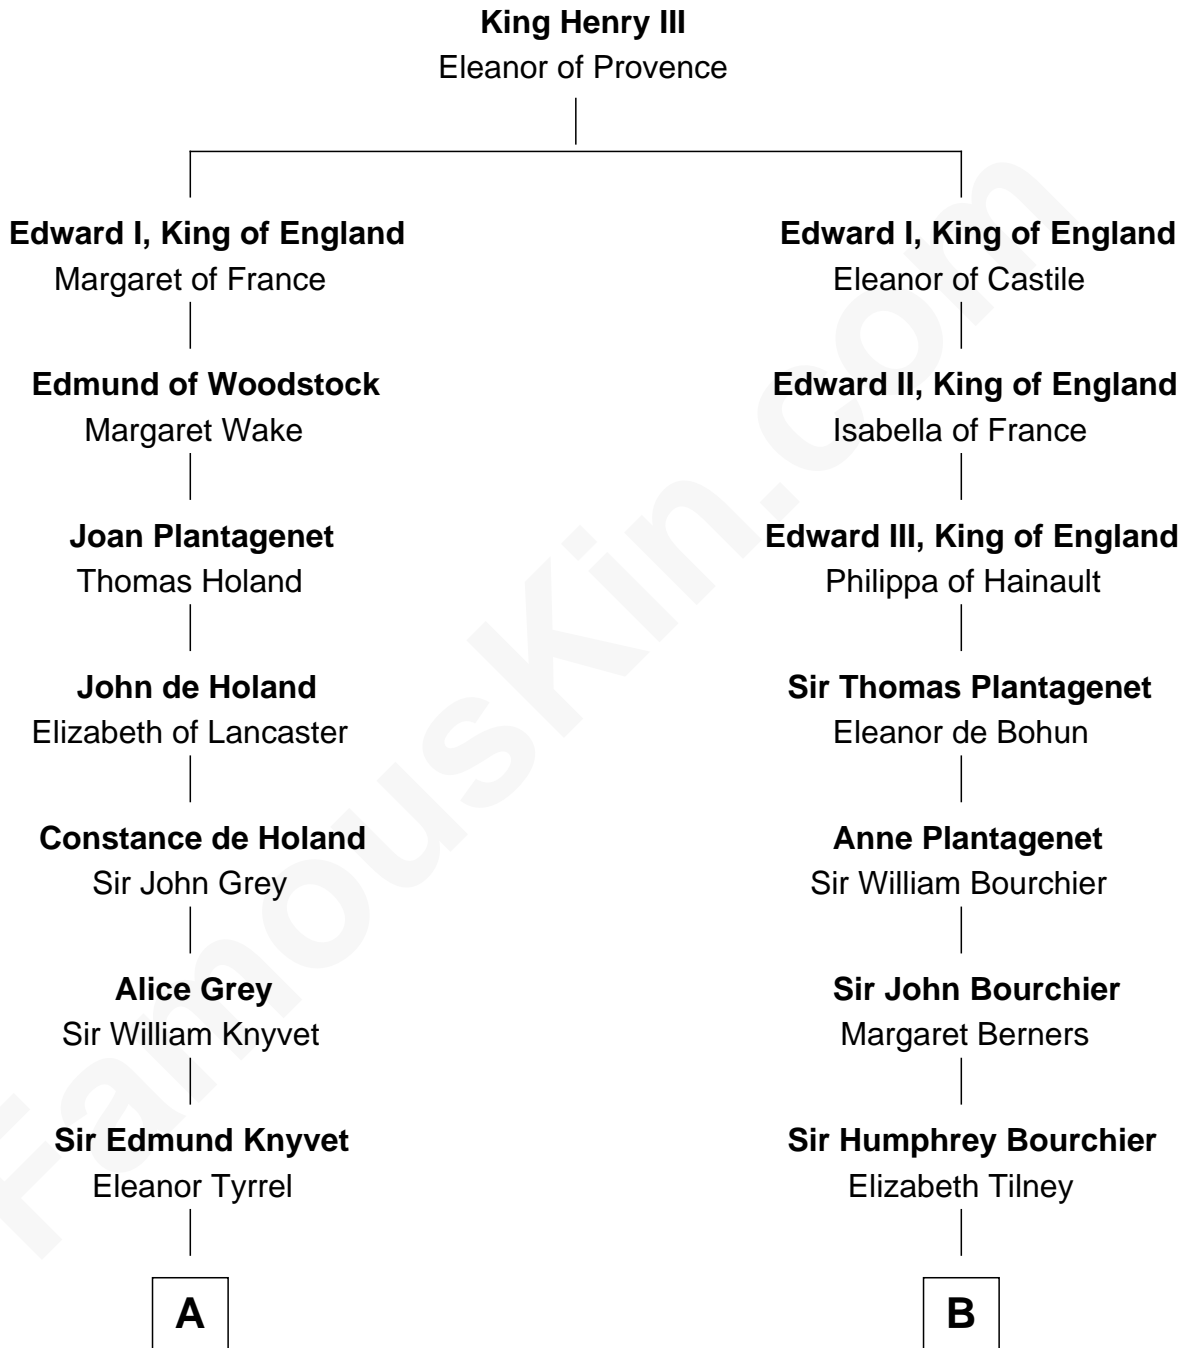 King Henry III
Eleanor of Provence
Edward I, King of England
Margaret of France
Edmund of Woodstock
Margaret Wake
Joan Plantagenet
Thomas Holand
John de Holand
Elizabeth of Lancaster
Constance de Holand
Sir John Grey
Alice Grey
Sir William Knyvet
Sir Edmund Knyvet
Eleanor Tyrrel
A
Edward I, King of England
Eleanor of Castile
Edward II, King of England
Isabella of France
Edward III, King of England
Philippa of Hainault
Sir Thomas Plantagenet
Eleanor de Bohun
Anne Plantagenet
Sir William Bourchier
Sir John Bourchier
Margaret Berners
Sir Humphrey Bourchier
Elizabeth Tilney
B
FamousKin.com